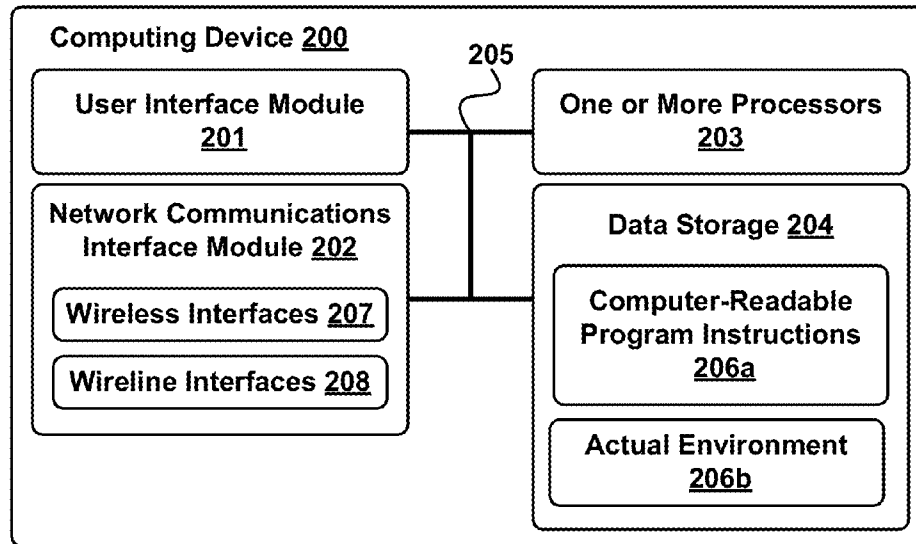 Computing Device 200
205
User Interface Module
201
One or More Processors
203
Network Communications
Interface Module 202
Wireless Interfaces 207
Wireline Interfaces 208
Data Storage 204
Computer-Readable
Program Instructions
206a
Actual Environment
206b